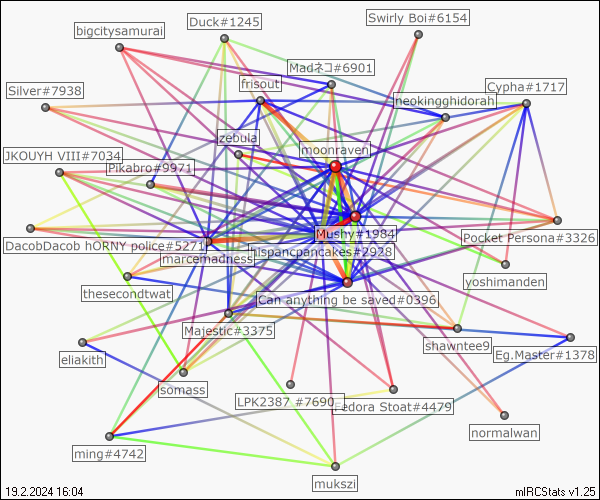 Swirly Boi#6154
Duck#1245
bigcitysamurai
Madネコ#6901
frisout
Cypha#1717
Silver#7938
neokingghidorah
zebula
moonraven
JKOUYH VIII#7034
Pikabro#9971
Mushy#1984
Pocket Persona#3326
DacobDacob hORNY police#5271
hispancpancakes#2928
marcemadness
yoshimanden
thesecondtwat
Can anything be saved#0396
Majestic#3375
shawntee9
Eg.Master#1378
eliakith
somass
LPK2387 #7690
Fedora Stoat#4479
normalwan
ming#4742
mukszi
19.2.2024 16:04
mIRCStats v1.25